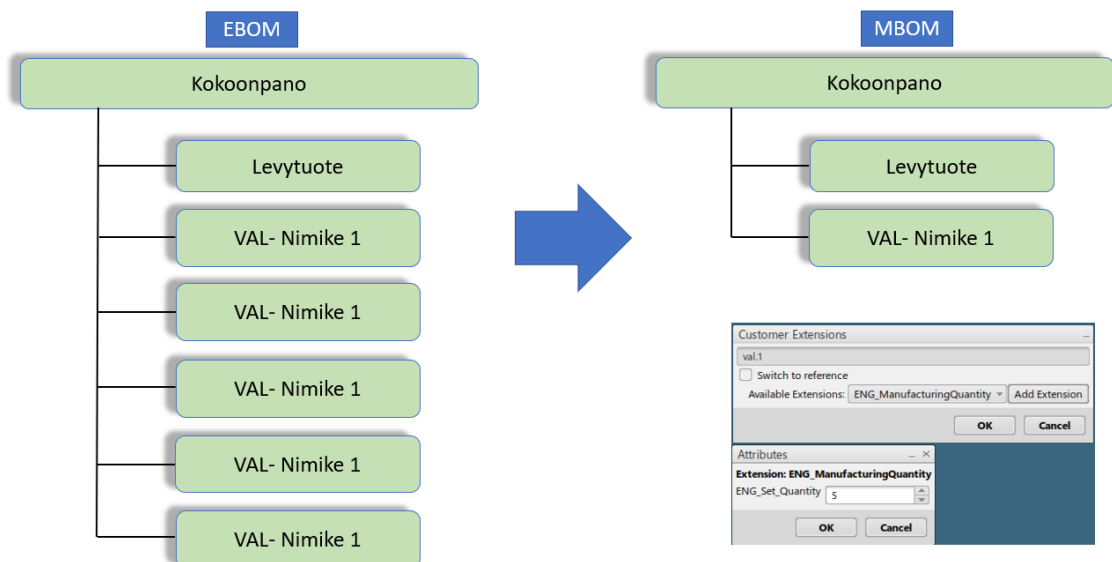 EBOM
MBOM
Kokoonpano
Kokoonpano
Levytuote
VAL- Nimike 1
VAL- Nimike 1
VAL- Nimike 1
VAL- Nimike 1
VAL- Nimike 1
Levytuote
VAL- Nimike 1
Customer Extensions
val.1
Switch to reference
Available Extensions: ENG_ManufacturingQuantity Add Extension
OK Cancel
Attributes
Extension: ENG_ManufacturingQuantity
ENG_Set_Quantity 5
OK Cancel